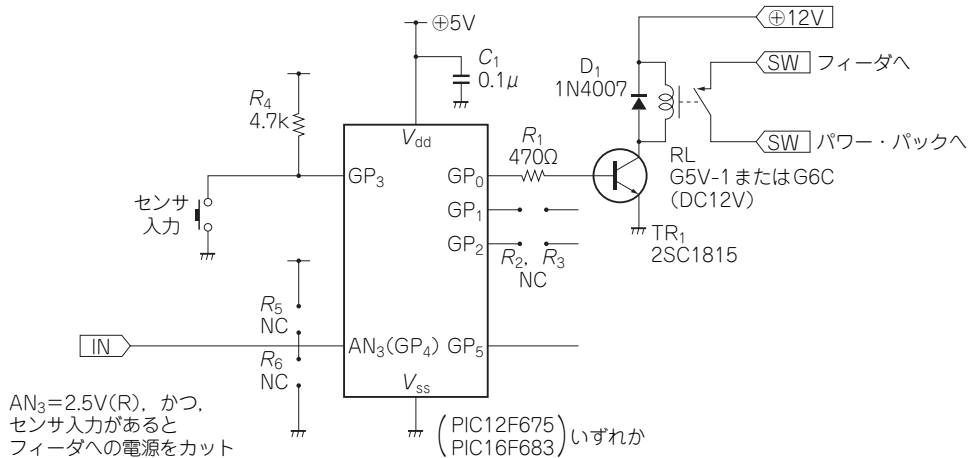 ⊕5V
C1
0.1μ
R4
4.7k
Vdd
GP3
センサ
入力
R5
NC
R6
NC
IN
AN3(GP4)
Vss
GP0
GP1
GP2
GP5
R1
470Ω
R2,
NC
R3
D1
1N4007
⊕12V
SW フィーダへ
SW パワー・パックへ
RL
G5V-1またはG6C
(DC12V)
TR1
2SC1815
AN3=2.5V(R), かつ,
センサ入力があると
フィーダへの電源をカット
(PIC12F675
PIC16F683)いずれか